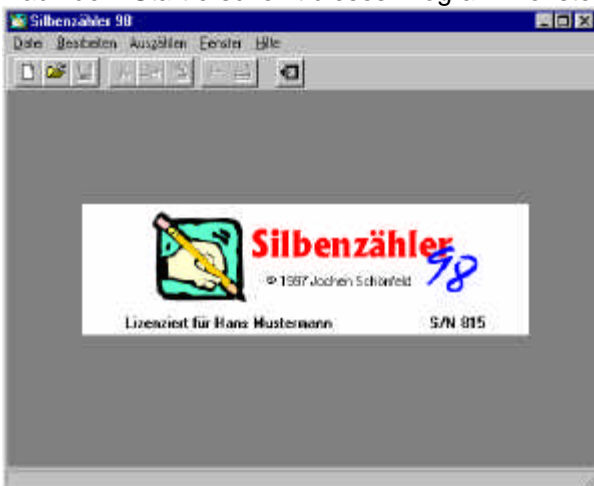 Silbenzähler 98
Datei Bearbeiten Auszählen Fenster Hilfe
Silbenzähler
98
© 1997 Jochen Schönfeld
Lizenziert für Hans Mustermann S/N 815